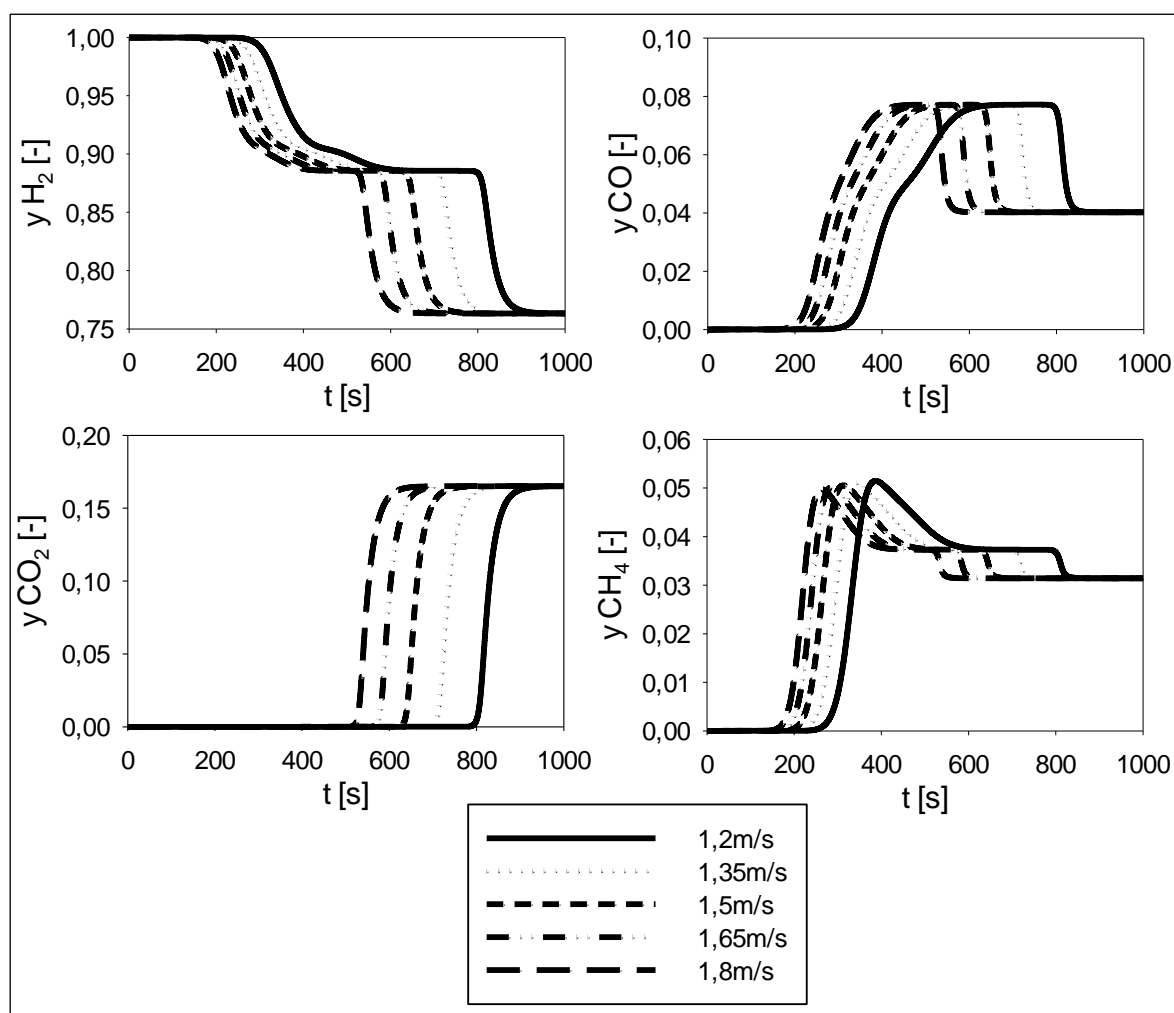 1,00
0,95
0,90
0,85
0,80
0,75
y H₂ [-]
0 200 400 600 800 1000
t [s]
0,10
0,08
0,06
0,04
0,02
0,00
y CO [-]
0 200 400 600 800 1000
t [s]
0,20
0,15
0,10
0,05
0,00
y CO₂ [-]
0 200 400 600 800 1000
t [s]
0,06
0,05
0,04
0,03
0,02
0,01
0,00
y CH₄ [-]
0 200 400 600 800 1000
t [s]
1,2m/s
1,35m/s
1,5m/s
1,65m/s
1,8m/s